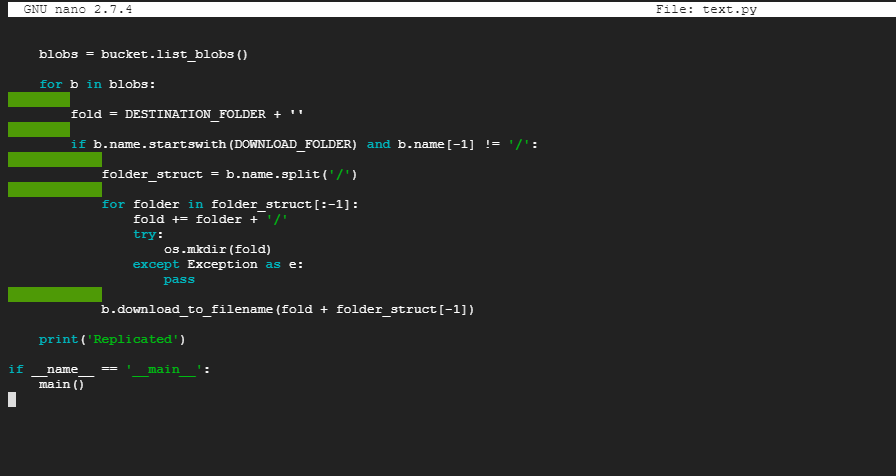 GNU nano 2.7.4 File: text.py
blobs = bucket.list_blobs()
for b in blobs:
fold = DESTINATION_FOLDER + ''
if b.name.startswith(DOWNLOAD_FOLDER) and b.name[-1] != '/':
folder_struct = b.name.split('/')
for folder in folder_struct[:-1]:
fold += folder + '/'
try:
os.mkdir(fold)
except Exception as e:
pass
b.download_to_filename(fold + folder_struct[-1])
print('Replicated')
if __name__ == '__main__':
main()